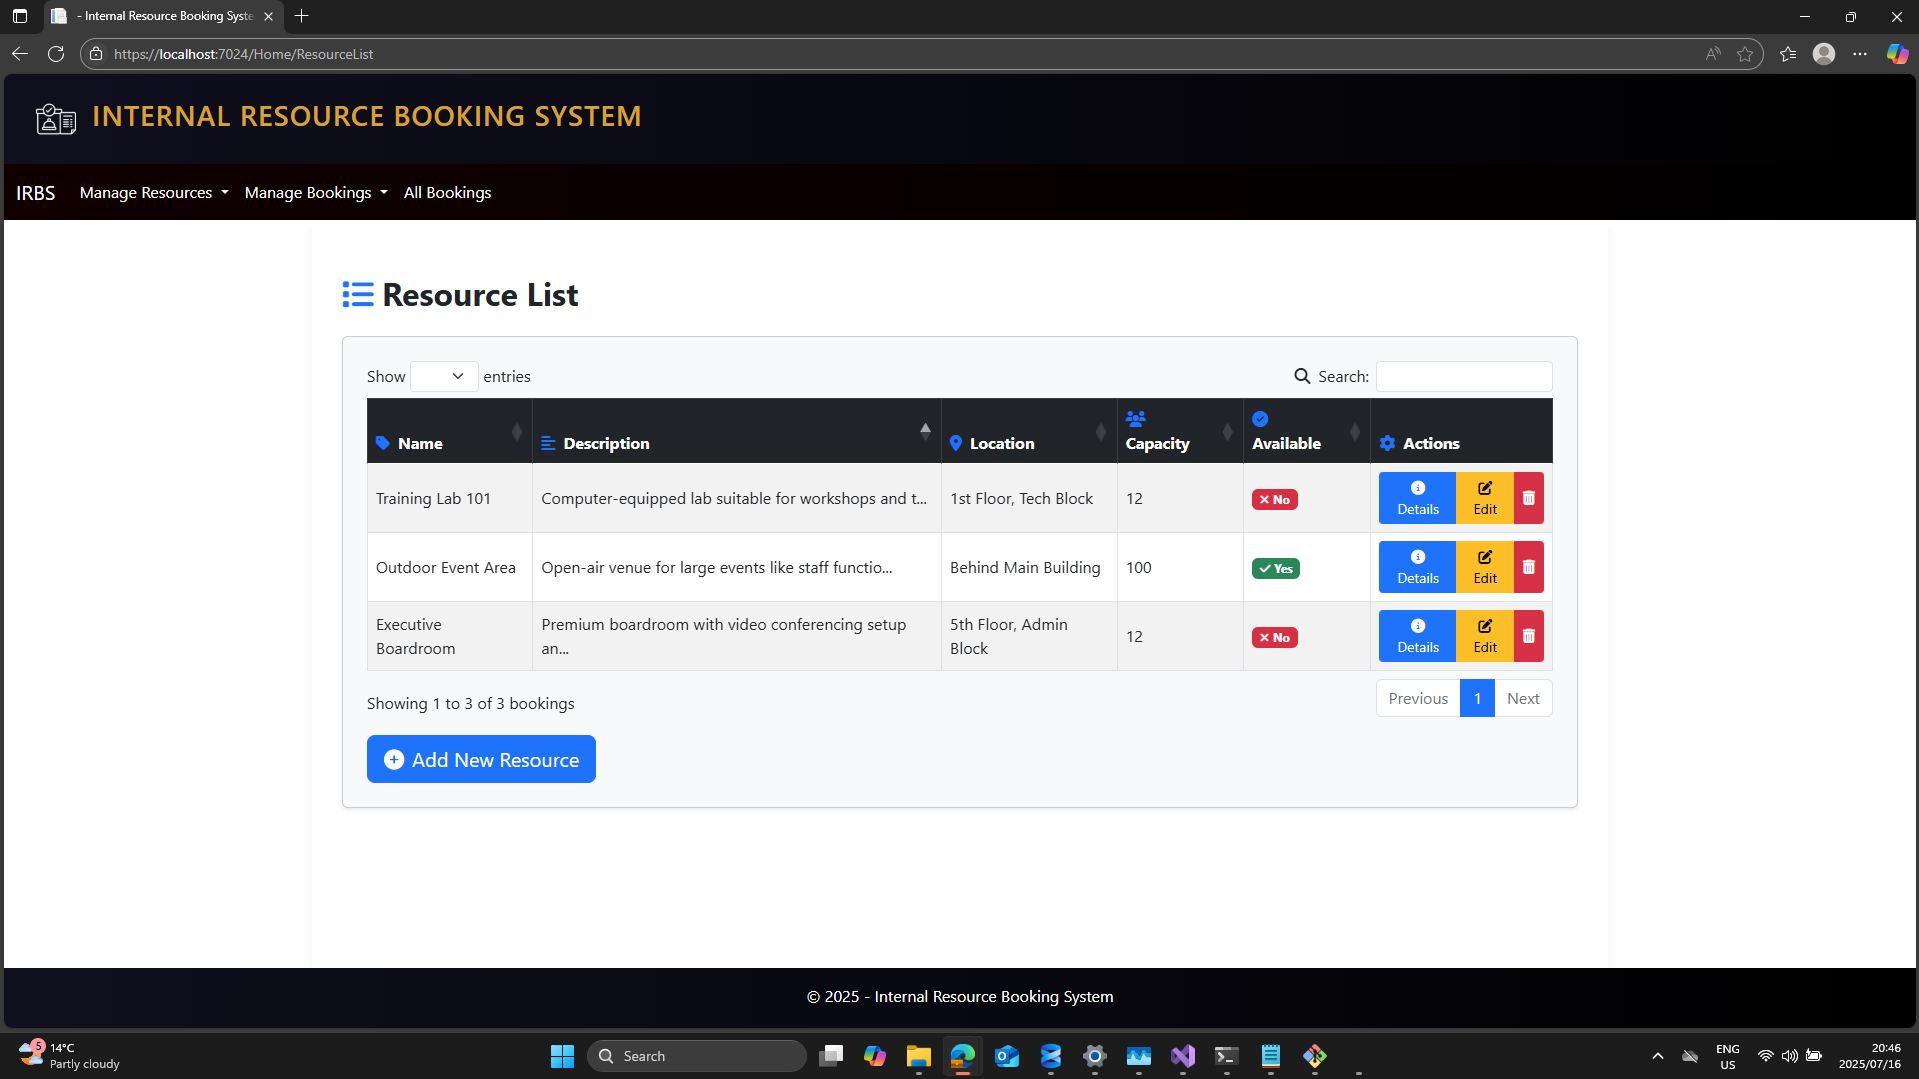 - Internal Resource Booking Syste
https://localhost:7024/Home/ResourceList
INTERNAL RESOURCE BOOKING SYSTEM
IRBS Manage Resources Manage Bookings All Bookings
Resource List
Show entries Search:
Name Description Location Capacity Available Actions
Training Lab 101 Computer-equipped lab suitable for workshops and t... 1st Floor, Tech Block 12 No Details Edit
Outdoor Event Area Open-air venue for large events like staff functio... Behind Main Building 100 Yes Details Edit
Executive Boardroom Premium boardroom with video conferencing setup an... 5th Floor, Admin Block 12 No Details Edit
Showing 1 to 3 of 3 bookings Previous 1 Next
Add New Resource
© 2025 - Internal Resource Booking System
5 14°C
Partly cloudy
Search
ENG
US
20:46
2025/07/16